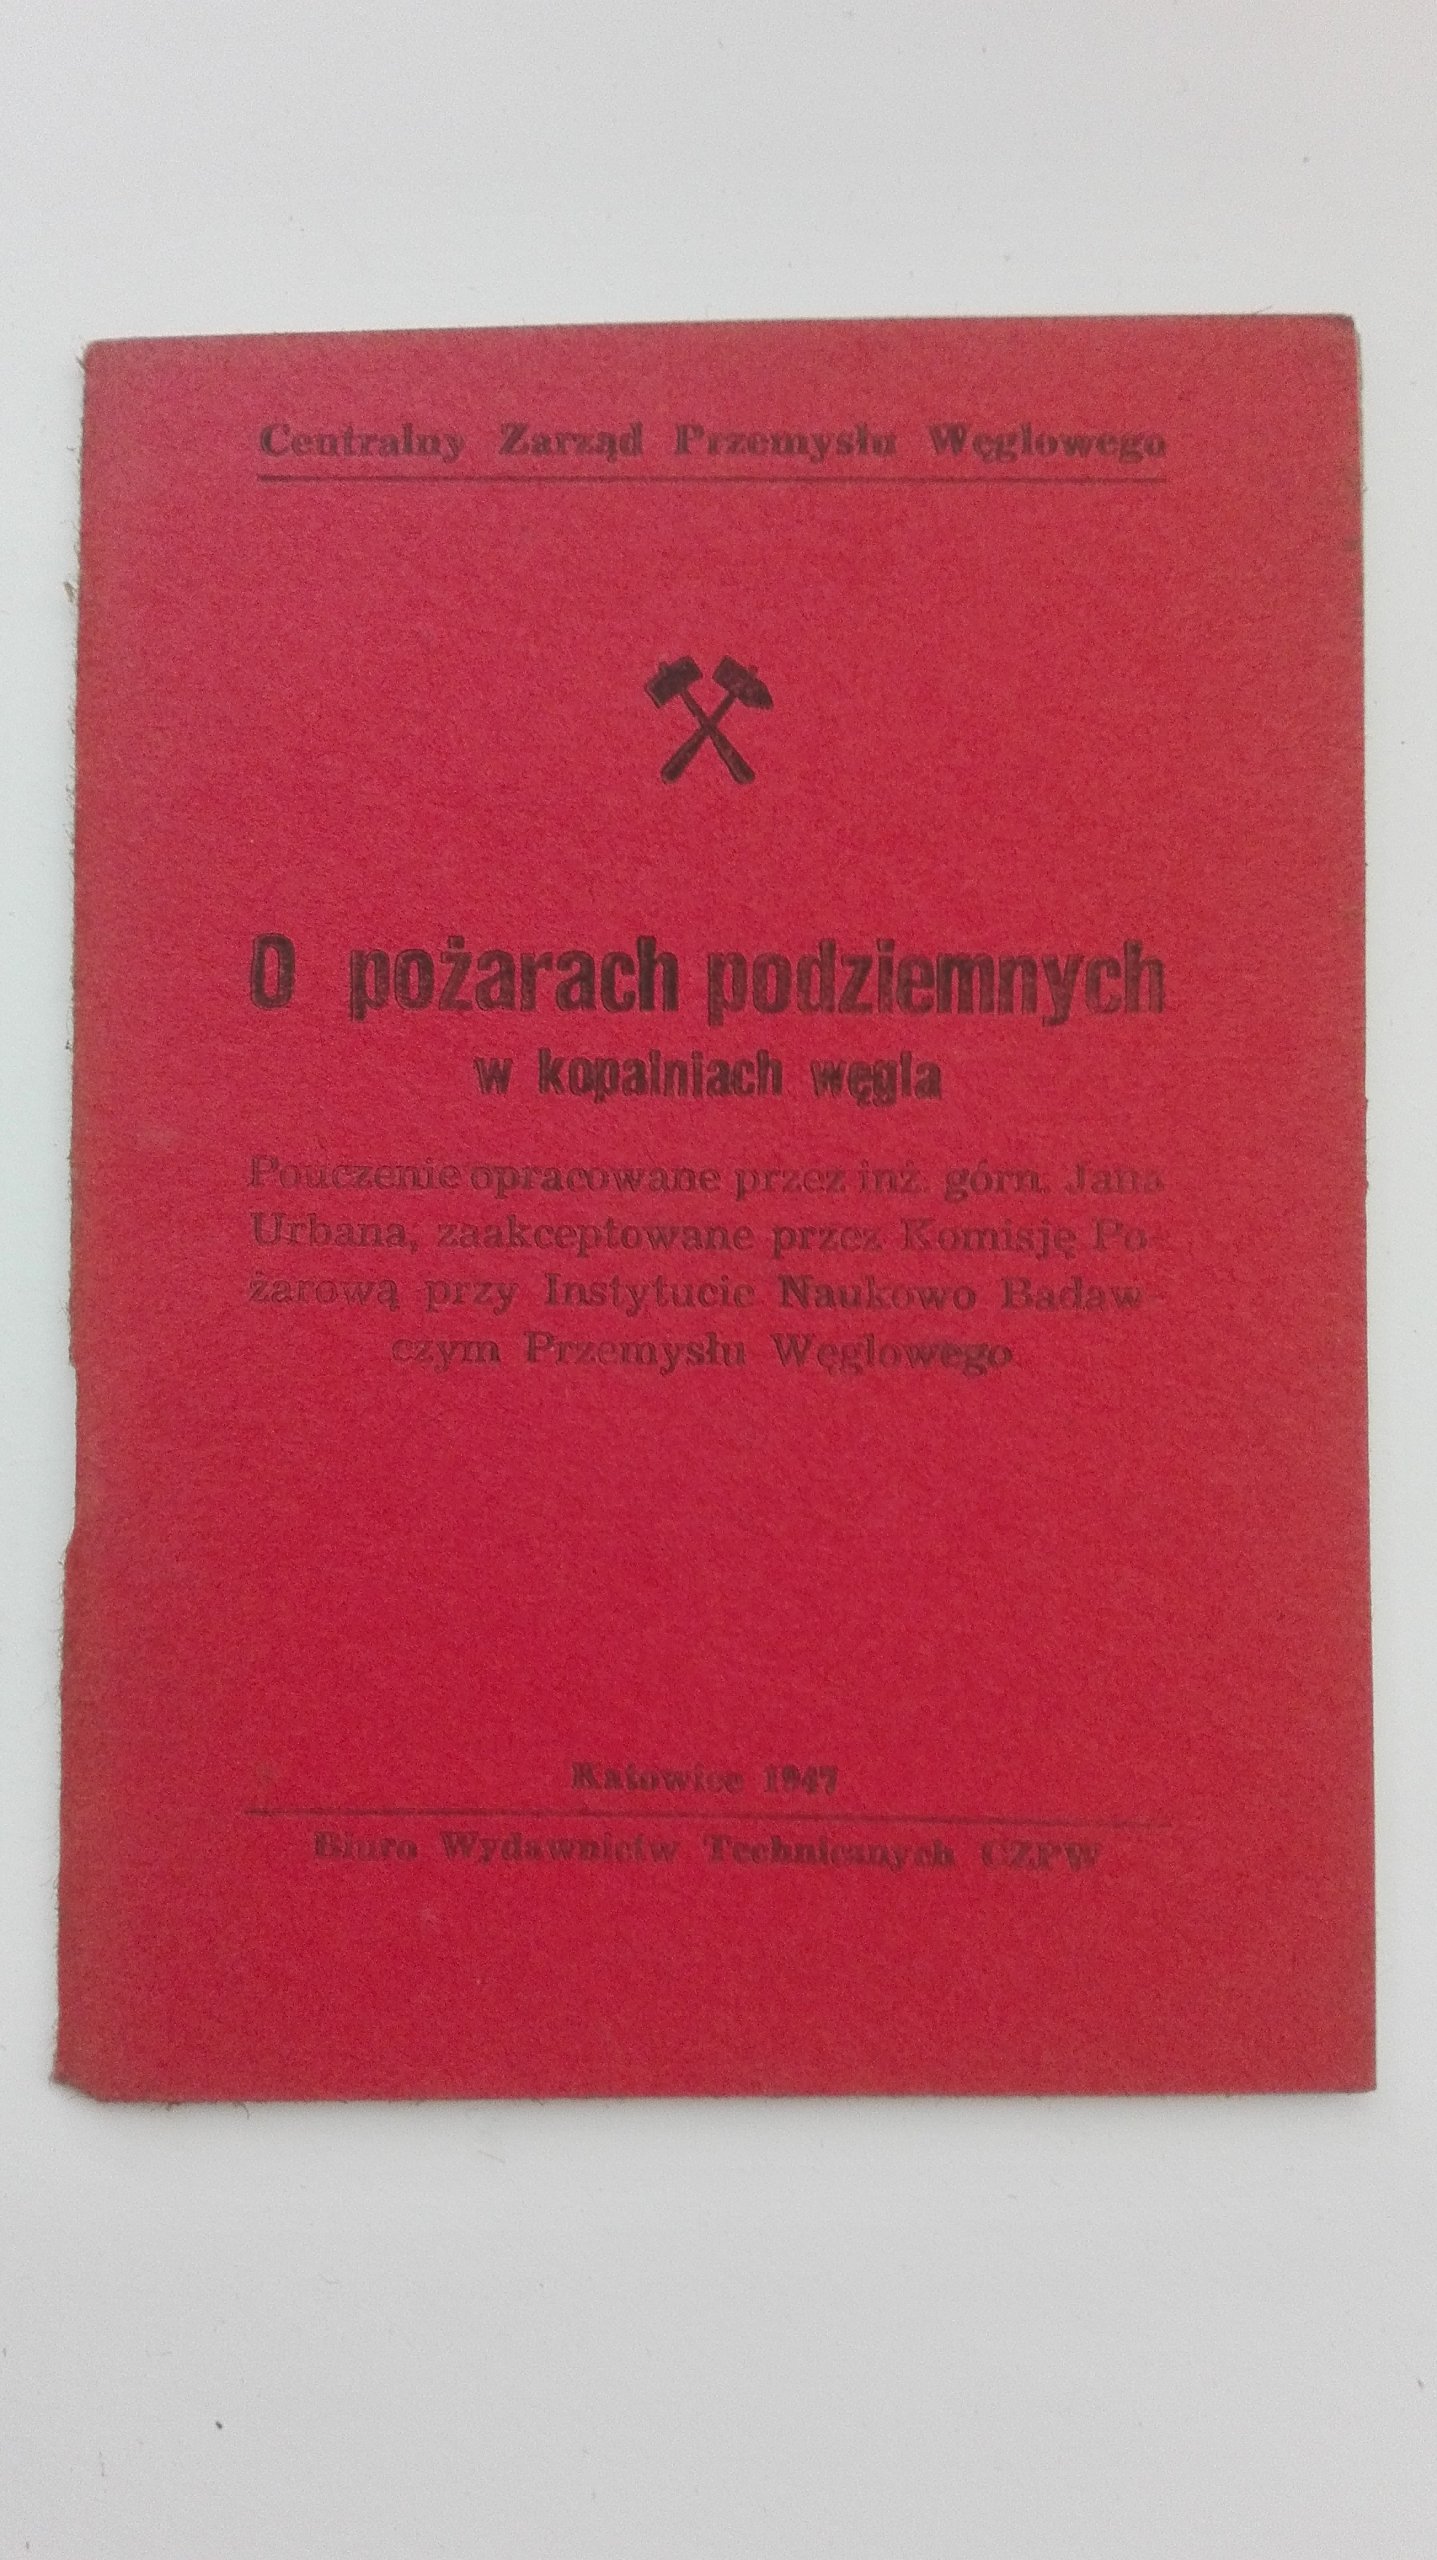 Centralny Zarząd Przemysłu Węglowego
O pożarach podziemnych
w kopalniach węgla
Pouczenie opracowane przez inż. górn. Jana
Urbana, zaakceptowane przez Komisję Po-
żarową przy Instytucie Naukowo Badaw-
czym Przemysłu Węglowego
Katowice 1947
Biuro Wydawnictw Technicznych CZPW